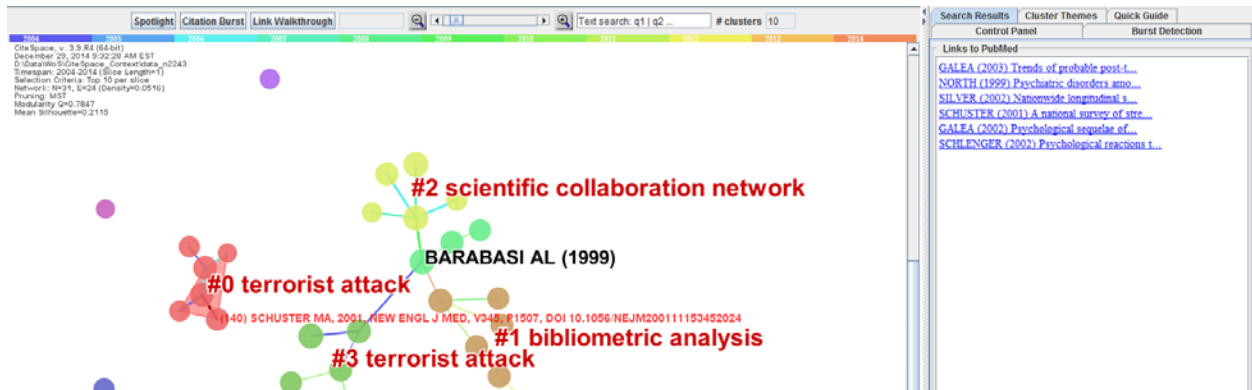 Spotlight Citation Burst Link Walkthrough Text search: q1 | q2 ... # clusters 10
2004 2005 2006 2007 2008 2009 2010 2011 2012 2013 2014
CiteSpace, v. 3.9.R4 (64-bit)
December 29, 2014 9:32:28 AM EST
D:\Data\WoS\CiteSpace_Context\data_n2243
Timespan: 2004-2014 (Slice Length=1)
Selection Criteria: Top 10 per slice
Network: N=31, E=24 (Density=0.0516)
Pruning: MST
Modularity Q=0.7847
Mean Silhouette=0.2115
#2 scientific collaboration network
BARABASI AL (1999)
#0 terrorist attack
(140) SCHUSTER MA, 2001, NEW ENGL J MED, V345, P1507, DOI 10.1056/NEJM200111153452024
#1 bibliometric analysis
#3 terrorist attack
Search Results Cluster Themes Quick Guide
Control Panel Burst Detection
Links to PubMed
GALEA (2003) Trends of probable post-t...
NORTH (1999) Psychiatric disorders amo...
SILVER (2002) Nationwide longitudinal s...
SCHUSTER (2001) A national survey of stre...
GALEA (2002) Psychological sequelae of...
SCHLENGER (2002) Psychological reactions t...